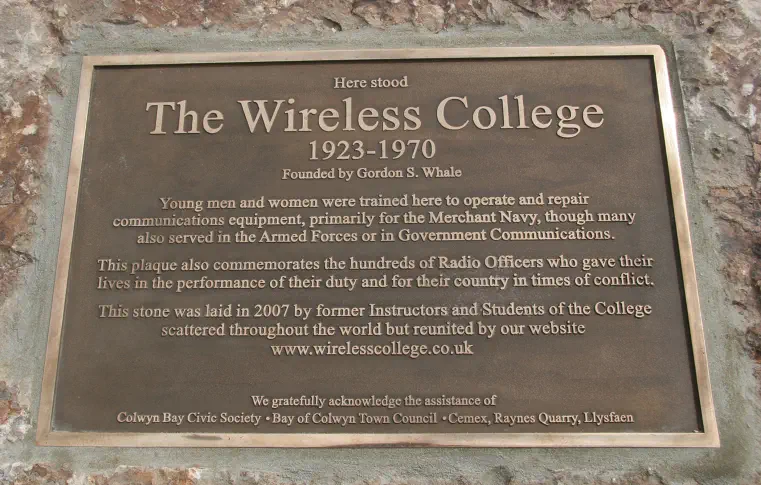 Here stood
The Wireless College
1923-1970
Founded by Gordon S. Whale
Young men and women were trained here to operate and repair
communications equipment, primarily for the Merchant Navy, though many
also served in the Armed Forces or in Government Communications.
This plaque also commemorates the hundreds of Radio Officers who gave their
lives in the performance of their duty and for their country in times of conflict.
This stone was laid in 2007 by former Instructors and Students of the College
scattered throughout the world but reunited by our website
www.wirelesscollege.co.uk
We gratefully acknowledge the assistance of
Colwyn Bay Civic Society • Bay of Colwyn Town Council • Cemex, Raynes Quarry, Llysfaen